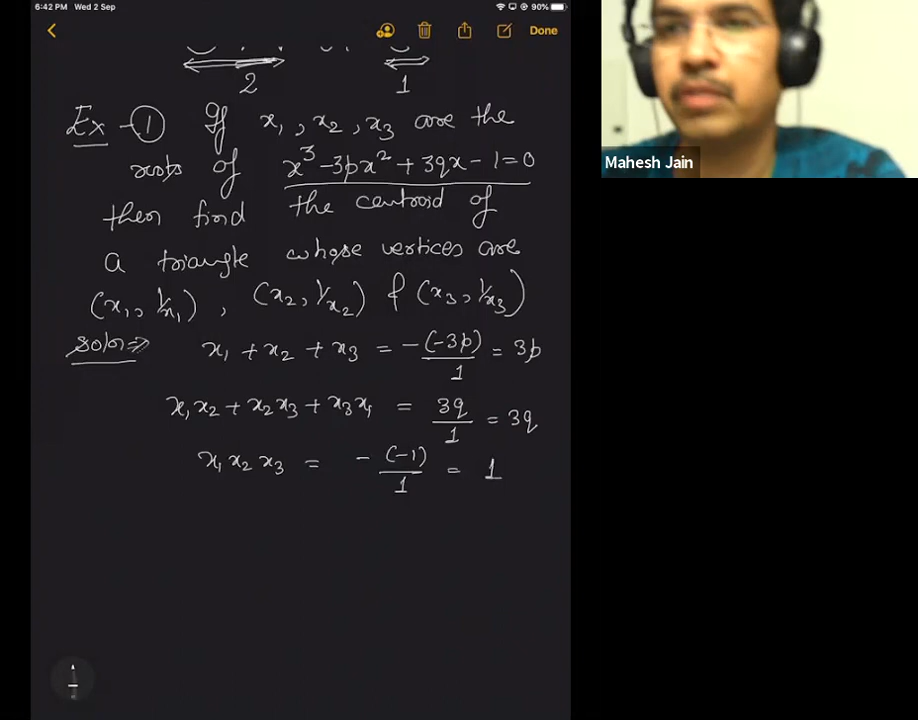 6:42 PM Wed 2 Sep
90%
Done
2 1
Ex-① If x₁, x₂, x₃ are the
roots of x³-3px²+3qx-1=0
then find the centroid of
a triangle whose vertices are
(x₁, 1/x₁), (x₂, 1/x₂) & (x₃, 1/x₃)
Soln⇒ x₁ + x₂ + x₃ = -(-3p)/1 = 3p
x₁x₂ + x₂x₃ + x₃x₁ = 3q/1 = 3q
x₁x₂x₃ = -(-1)/1 = 1
Mahesh Jain